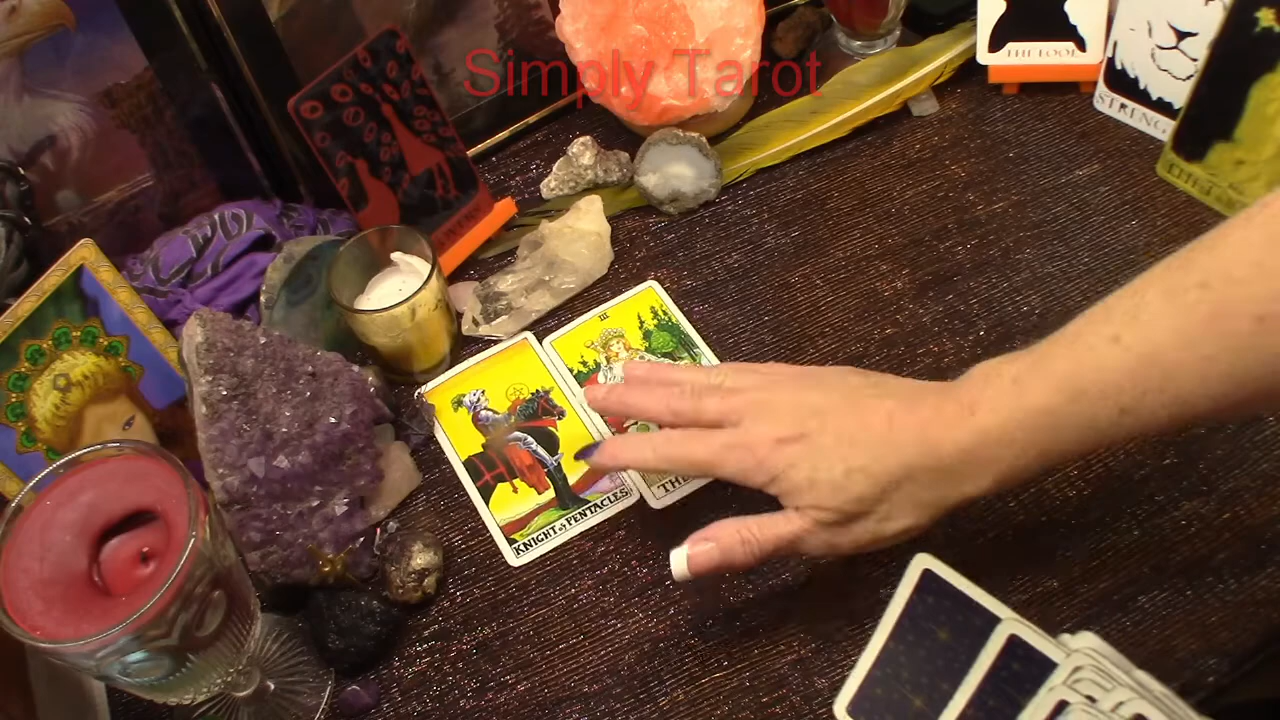 Simply Tarot
THE FOOL
STRENG
III
KNIGHT of PENTACLES
THE